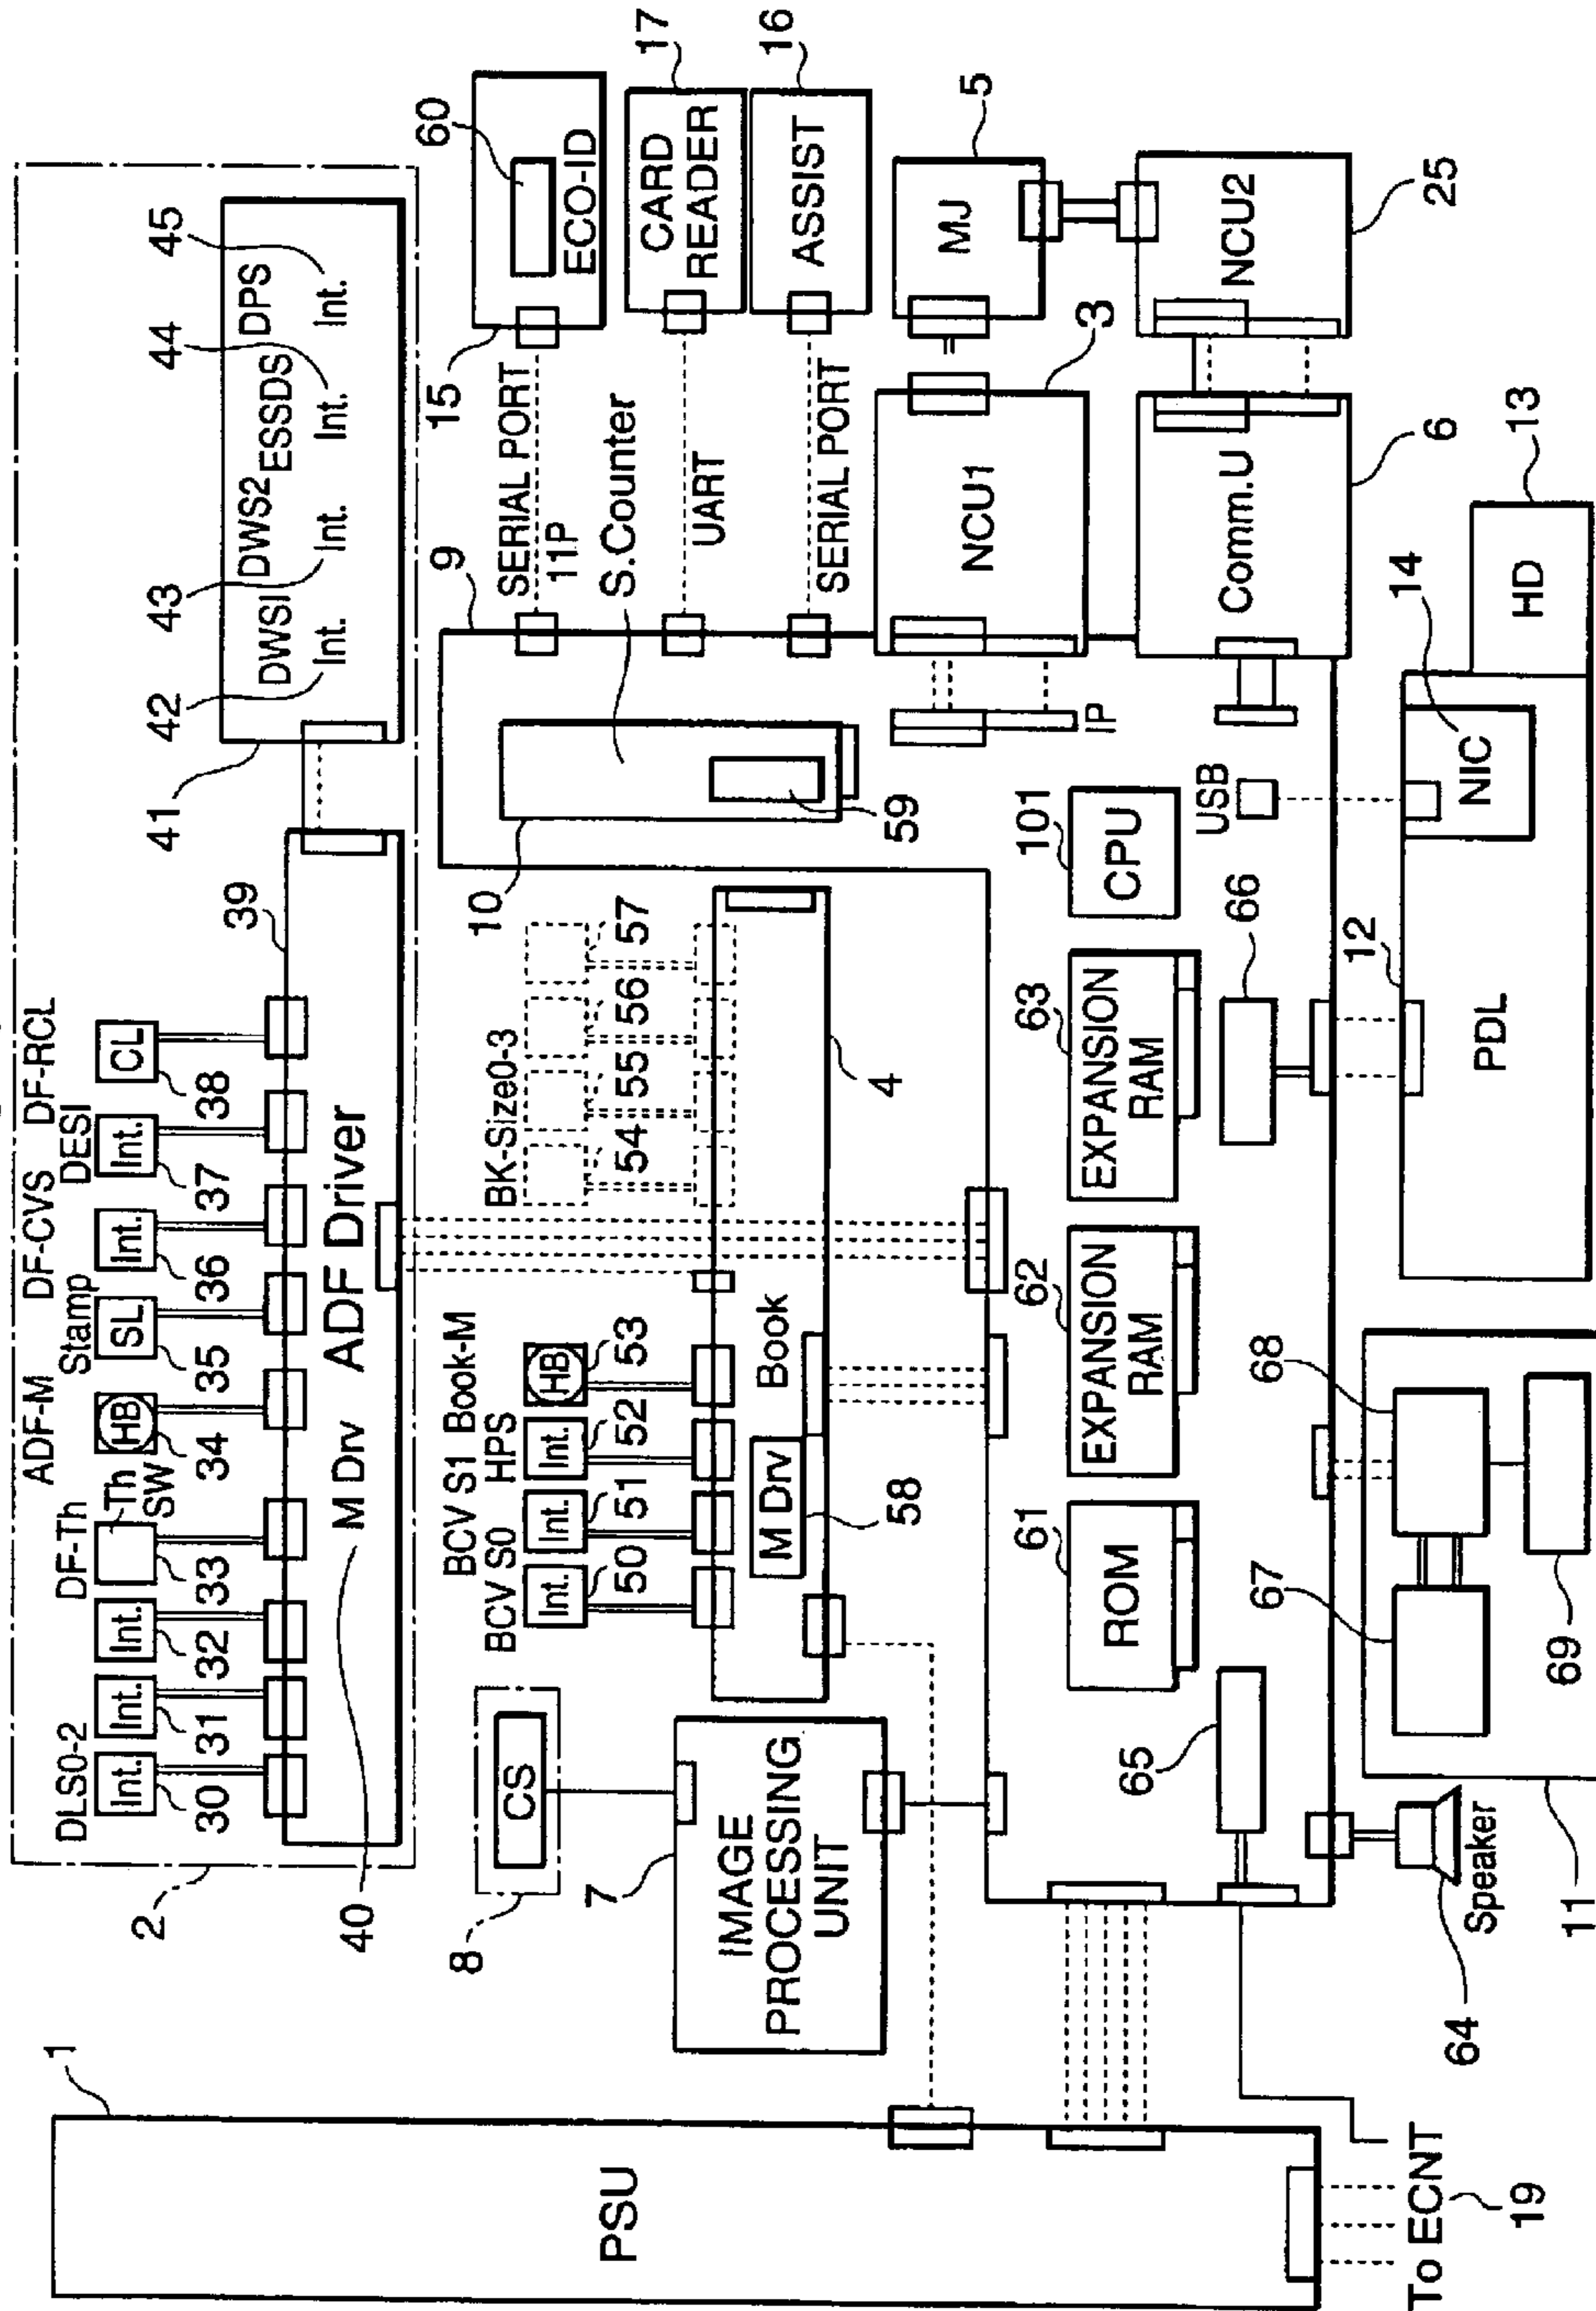 1
PSU
To ECNT
19
2
DLS0-2
Int.
30
Int.
31
Int.
32
DF-Th
Th
SW
33
ADF-M
HB
34
Stamp
SL
35
DF-CVS
Int.
36
DESI
Int.
37
DF-RCL
CL
38
39
40
M Drv
ADF Driver
41
DWSI
Int.
42
DWS2
Int.
43
ESSDS
Int.
44
DPS
Int.
45
8
CS
7
IMAGE
PROCESSING
UNIT
BCV S0
Int.
50
BCV S1
Int.
51
HPS
Int.
52
Book-M
HB
53
BK-Size0-3
54
55
56
57
M Drv
58
Book
4
10
59
S.Counter
9
SERIAL PORT
11P
UART
SERIAL PORT
15
60
ECO-ID
17
CARD
READER
16
ASSIST
5
MJ
3
NCU1
IP
NCU2
25
Comm.U
6
61
ROM
62
EXPANSION
RAM
63
EXPANSION
RAM
101
CPU
USB
65
66
64
Speaker
11
67
68
69
12
PDL
14
NIC
HD
13